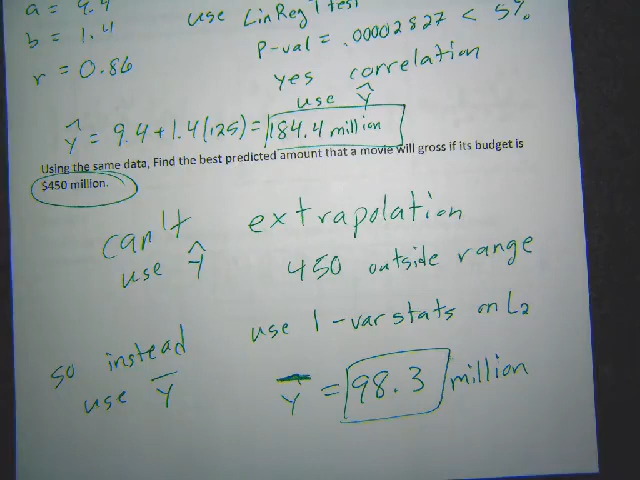 a = 9.4
b = 1.4
r = 0.86
use LinReg T test
P-val = .00002827 < 5%
yes correlation
use Ŷ
Ŷ = 9.4 + 1.4(125) = 184.4 million
Using the same data, Find the best predicted amount that a movie will gross if its budget is
$450 million.
can't use Ŷ
extrapolation
450 outside range
use 1-var stats on L₂
so instead use Y̅
Y̅ = 98.3 million